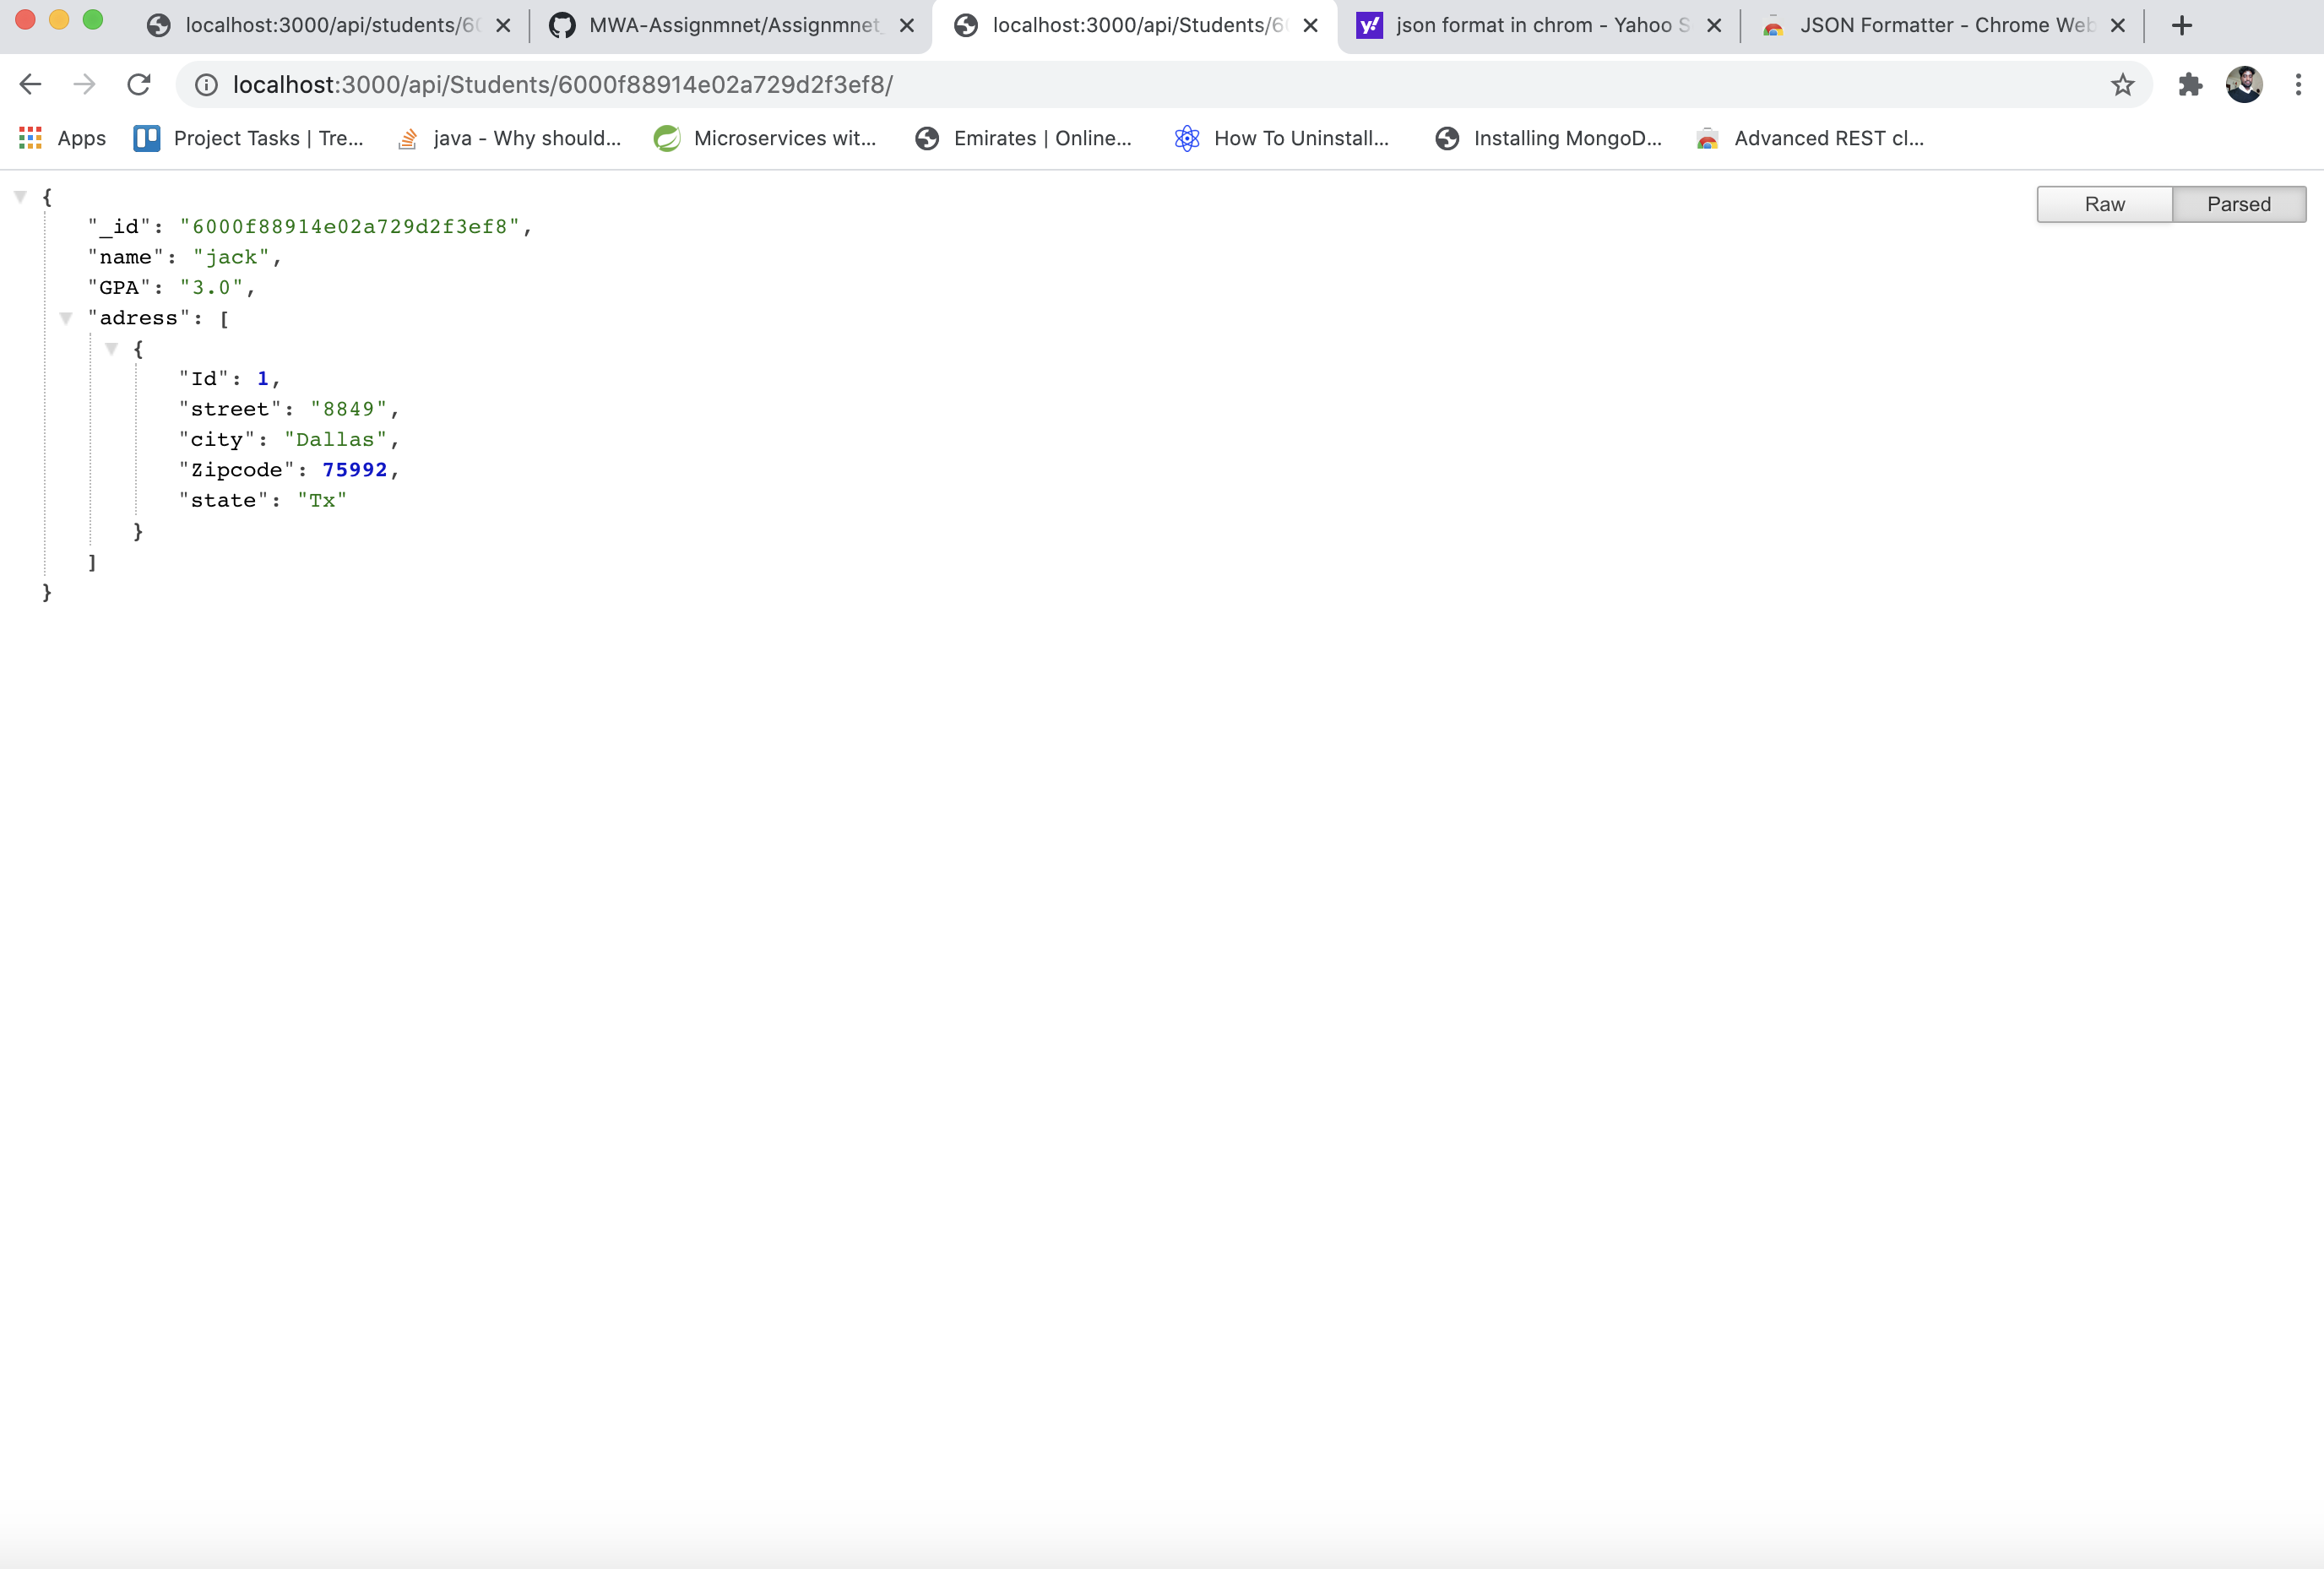 localhost:3000/api/students/60
MWA-Assignmnet/Assignmnet_
localhost:3000/api/Students/60
json format in chrom - Yahoo S
JSON Formatter - Chrome Web
localhost:3000/api/Students/6000f88914e02a729d2f3ef8/
Apps
Project Tasks | Tre...
java - Why should...
Microservices wit...
Emirates | Online...
How To Uninstall...
Installing MongoD...
Advanced REST cl...
Raw
Parsed
{
"_id": "6000f88914e02a729d2f3ef8",
"name": "jack",
"GPA": "3.0",
"adress": [
{
"Id": 1,
"street": "8849",
"city": "Dallas",
"Zipcode": 75992,
"state": "Tx"
}
]
}